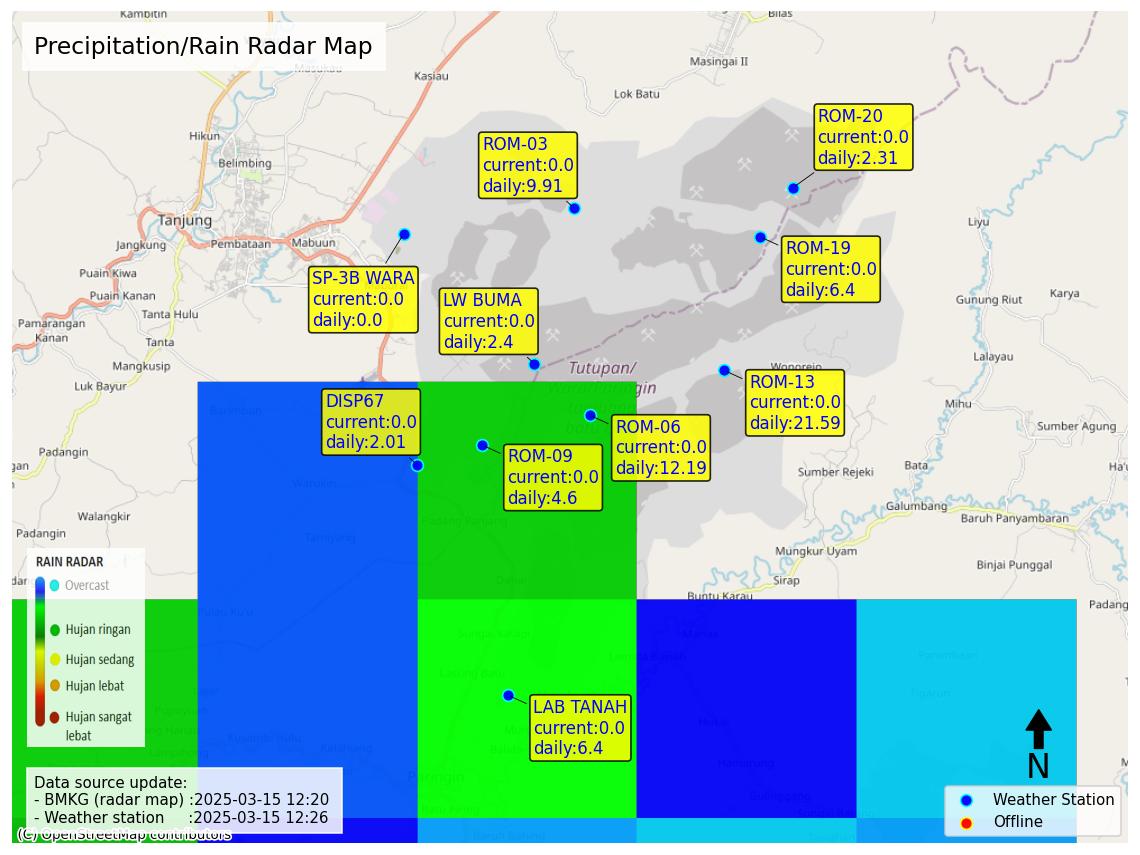 Kambitin
Bilas
Precipitation/Rain Radar Map
Masukau
Kasiau
Masingai II
Lok Batu
Hikun
Belimbing
ROM-03
current:0.0
daily:9.91
ROM-20
current:0.0
daily:2.31
Tanjung
Jangkung
Pembataan
Mabuun
Liyu
Puain Kiwa
Puain Kanan
SP-3B WARA
current:0.0
daily:0.0
ROM-19
current:0.0
daily:6.4
LW BUMA
current:0.0
daily:2.4
Gunung Riut
Karya
Tanta Hulu
Pamarangan
Kanan
Tanta
Mangkusip
Luk Bayur
Lalayau
Tutupan/
Wonorejo
ROM-13
current:0.0
daily:21.59
Mihu
Sumber Agung
DISP67
current:0.0
daily:2.01
ROM-06
current:0.0
daily:12.19
ROM-09
current:0.0
daily:4.6
Padangin
Warukin
Sumber Rejeki
Bata
Walangkir
Padang Panjang
Galumbang
Baruh Panyambaran
Padangin
Tamiyang
Mungkur Uyam
Binjai Punggal
Dahai
Sirap
Buntu Karau
Padang
RAIN RADAR
Overcast
Hujan ringan
Hujan sedang
Hujan lebat
Hujan sangat
lebat
Mantas
Lasung Batu
LAB TANAH
current:0.0
daily:6.4
Paringin
Data source update:
- BMKG (radar map) :2025-03-15 12:20
- Weather station :2025-03-15 12:26
(C) OpenStreetMap contributors
N
Weather Station
Offline